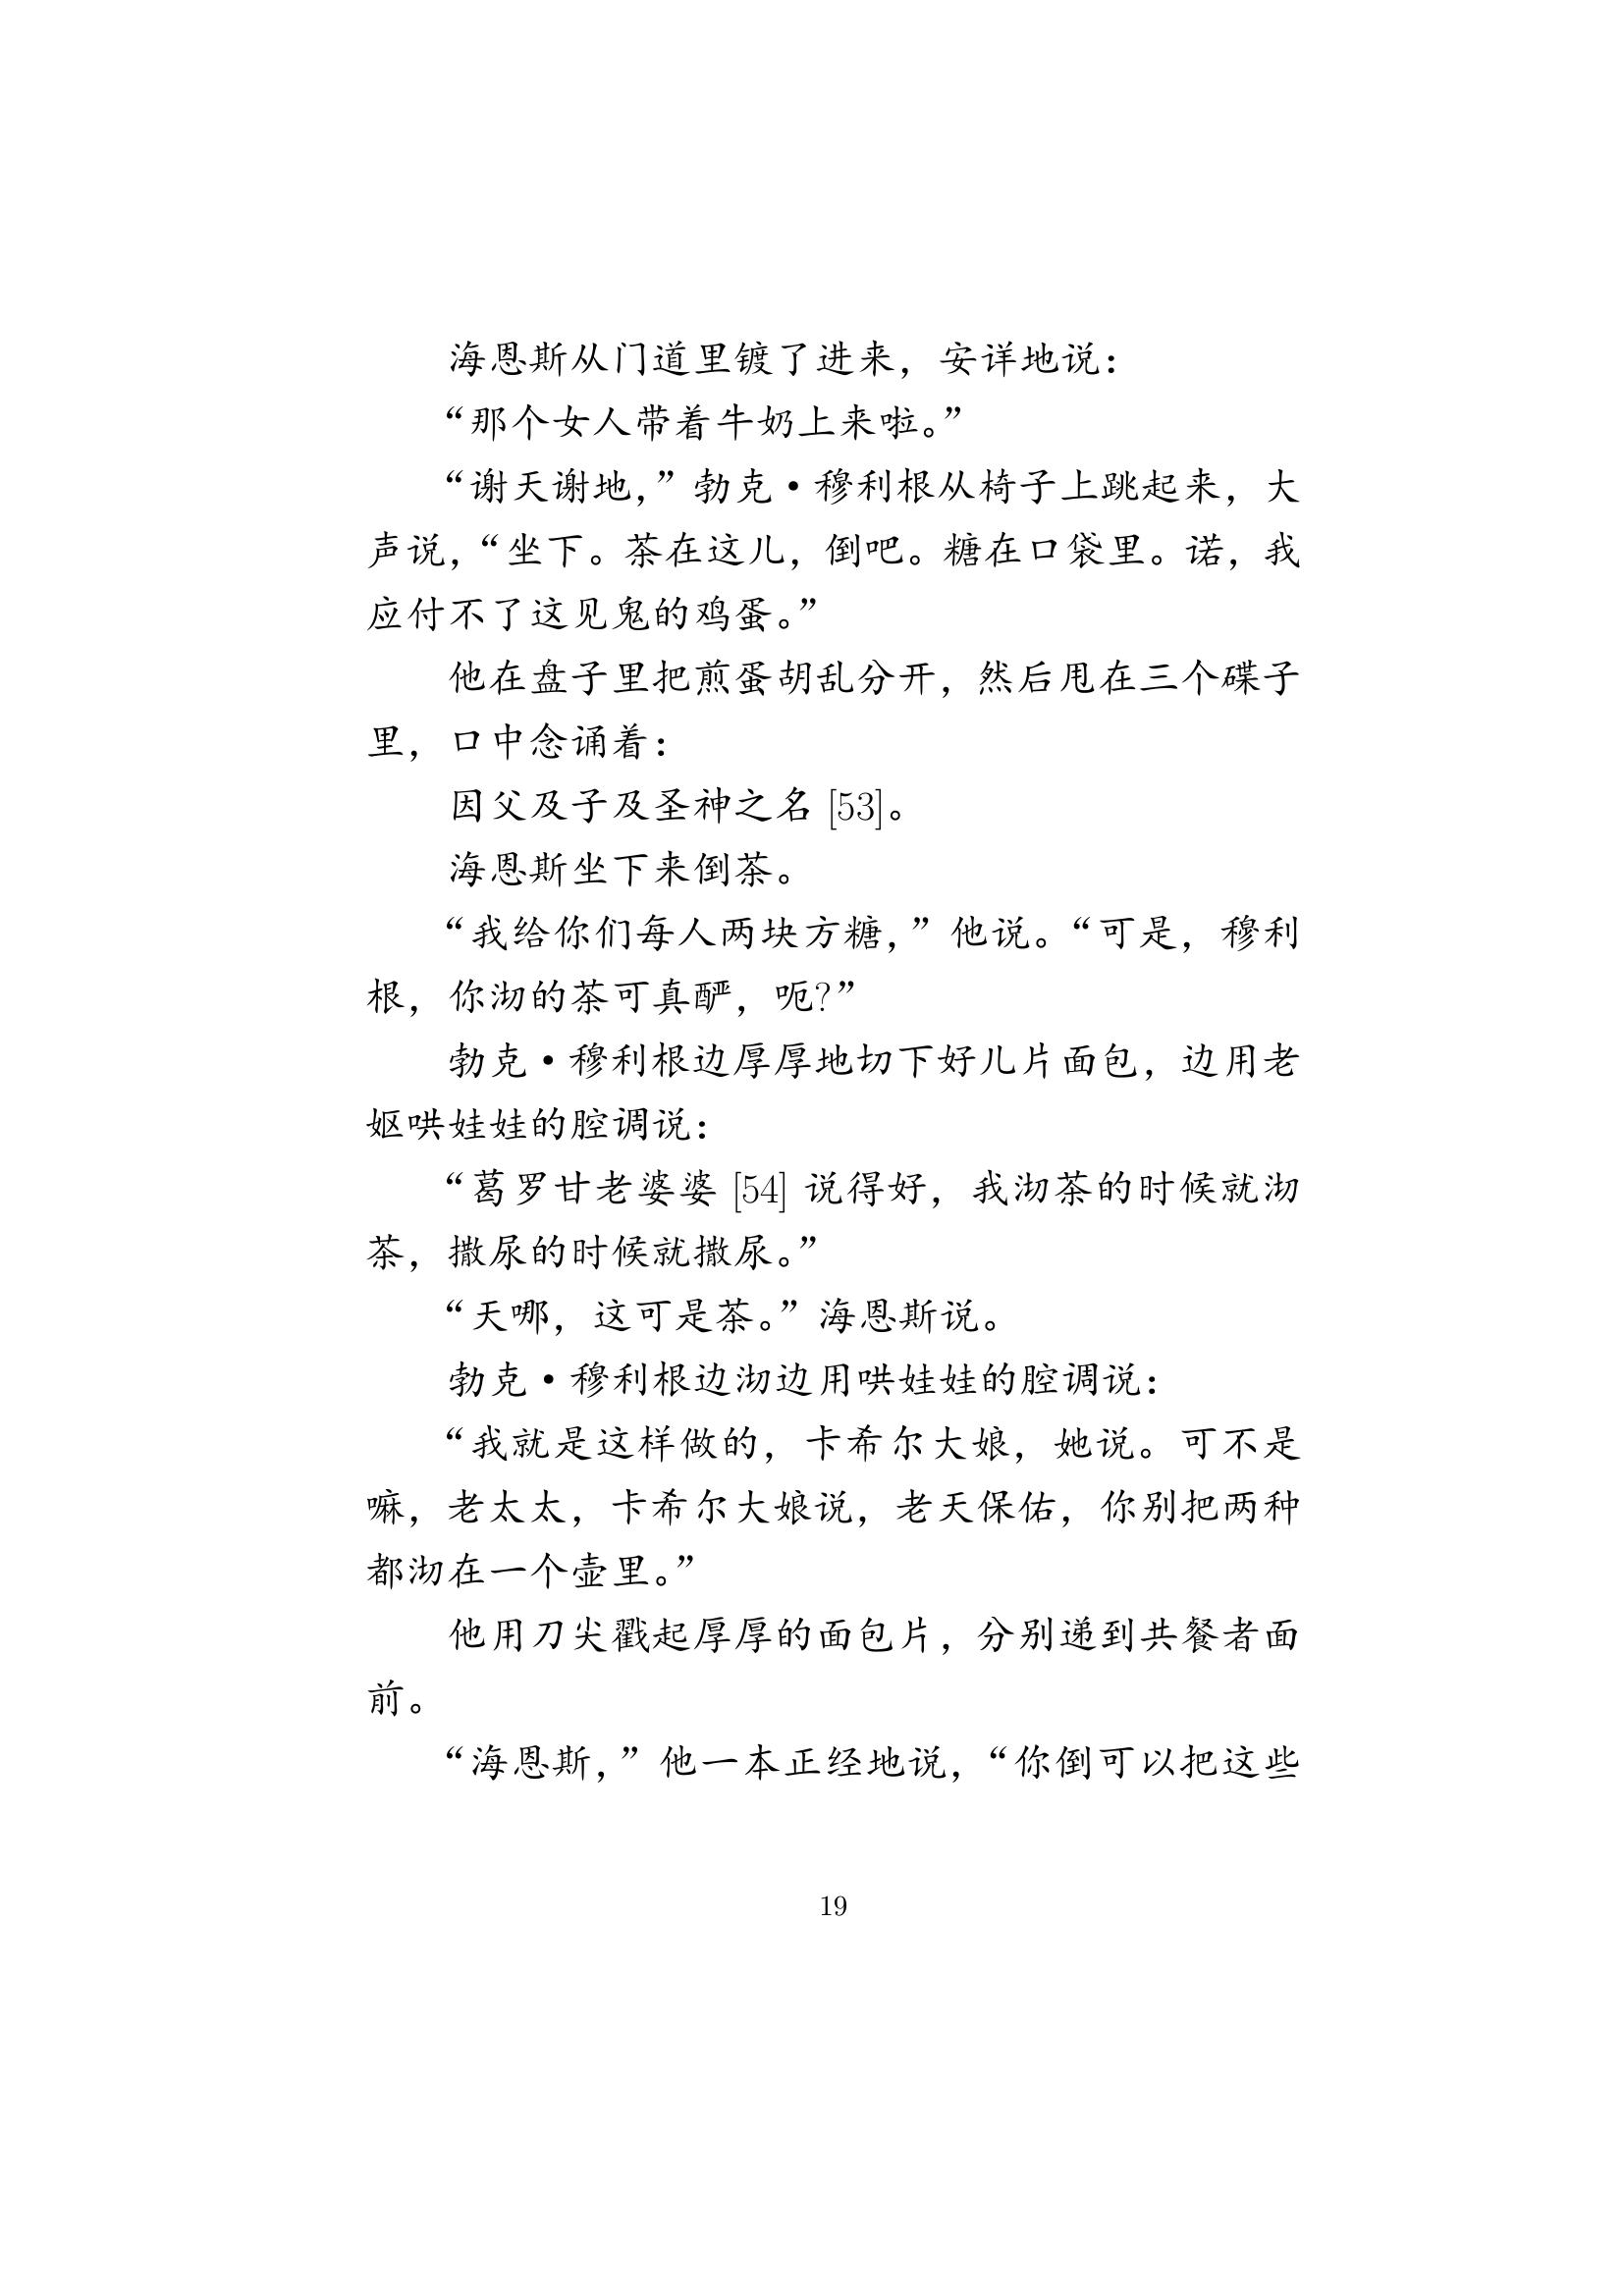 海恩斯从门道里镀了进来，安详地说：
“那个女人带着牛奶上来啦。”
“谢天谢地，”勃克·穆利根从椅子上跳起来，大
声说，“坐下。茶在这儿，倒吧。糖在口袋里。诺，我
应付不了这见鬼的鸡蛋。”
他在盘子里把煎蛋胡乱分开，然后甩在三个碟子
里，口中念诵着：
因父及子及圣神之名 [53]。
海恩斯坐下来倒茶。
“我给你们每人两块方糖，”他说。“可是，穆利
根，你沏的茶可真酽，呃?”
勃克·穆利根边厚厚地切下好儿片面包，边用老
妪哄娃娃的腔调说：
“葛罗甘老婆婆 [54] 说得好，我沏茶的时候就沏
茶，撒尿的时候就撒尿。”
“天哪，这可是茶。”海恩斯说。
勃克·穆利根边沏边用哄娃娃的腔调说：
“我就是这样做的，卡希尔大娘，她说。可不是
嘛，老太太，卡希尔大娘说，老天保佑，你别把两种
都沏在一个壶里。”
他用刀尖戳起厚厚的面包片，分别递到共餐者面
前。
“海恩斯，”他一本正经地说，“你倒可以把这些
19